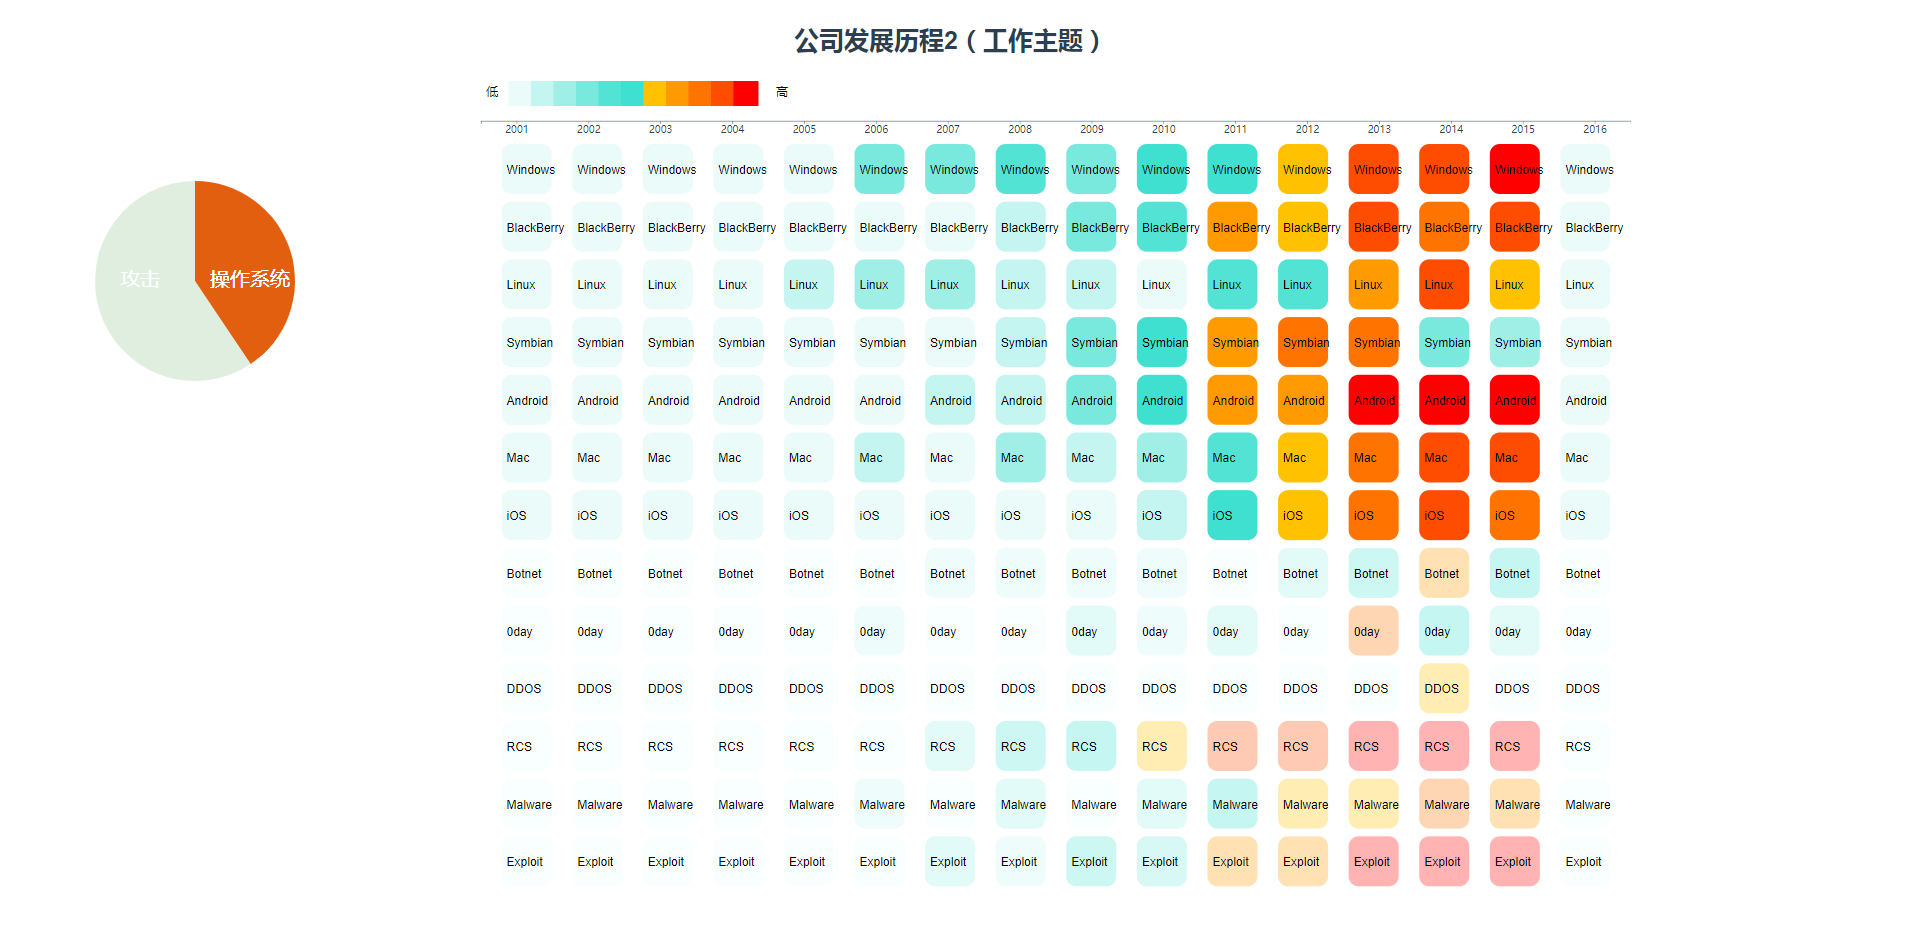 公司发展历程2（工作主题）
低 高
2001 2002 2003 2004 2005 2006 2007 2008 2009 2010 2011 2012 2013 2014 2015 2016
Windows Windows Windows Windows Windows Windows Windows Windows Windows Windows Windows Windows Windows Windows Windows Windows
BlackBerry BlackBerry BlackBerry BlackBerry BlackBerry BlackBerry BlackBerry BlackBerry BlackBerry BlackBerry BlackBerry BlackBerry BlackBerry BlackBerry BlackBerry BlackBerry
攻击 操作系统
Linux Linux Linux Linux Linux Linux Linux Linux Linux Linux Linux Linux Linux Linux Linux Linux
Symbian Symbian Symbian Symbian Symbian Symbian Symbian Symbian Symbian Symbian Symbian Symbian Symbian Symbian Symbian Symbian
Android Android Android Android Android Android Android Android Android Android Android Android Android Android Android Android
Mac Mac Mac Mac Mac Mac Mac Mac Mac Mac Mac Mac Mac Mac Mac Mac
iOS iOS iOS iOS iOS iOS iOS iOS iOS iOS iOS iOS iOS iOS iOS iOS
Botnet Botnet Botnet Botnet Botnet Botnet Botnet Botnet Botnet Botnet Botnet Botnet Botnet Botnet Botnet Botnet
0day 0day 0day 0day 0day 0day 0day 0day 0day 0day 0day 0day 0day 0day 0day 0day
DDOS DDOS DDOS DDOS DDOS DDOS DDOS DDOS DDOS DDOS DDOS DDOS DDOS DDOS DDOS DDOS
RCS RCS RCS RCS RCS RCS RCS RCS RCS RCS RCS RCS RCS RCS RCS RCS
Malware Malware Malware Malware Malware Malware Malware Malware Malware Malware Malware Malware Malware Malware Malware Malware
Exploit Exploit Exploit Exploit Exploit Exploit Exploit Exploit Exploit Exploit Exploit Exploit Exploit Exploit Exploit Exploit